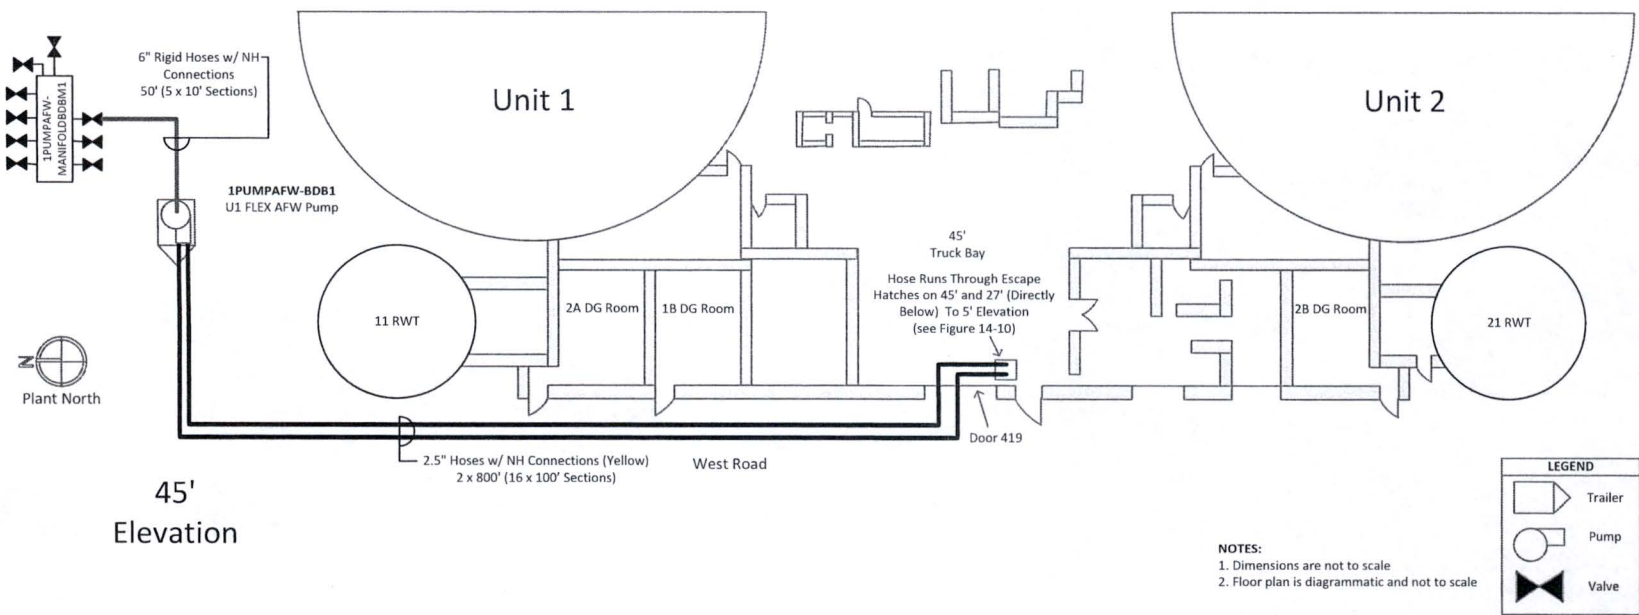 6" Rigid Hoses w/ NH
Connections
50' (5 x 10' Sections)
1PUMPAFW-
MANIFOLDBDBM1
1PUMPAFW-BDB1
U1 FLEX AFW Pump
Unit 1
Unit 2
45'
Truck Bay
Hose Runs Through Escape
Hatches on 45' and 27' (Directly
Below) To 5' Elevation
(see Figure 14-10)
11 RWT
2A DG Room
1B DG Room
2B DG Room
21 RWT
N
Plant North
Door 419
2.5" Hoses w/ NH Connections (Yellow)
2 x 800' (16 x 100' Sections)
West Road
45'
Elevation
NOTES:
1. Dimensions are not to scale
2. Floor plan is diagrammatic and not to scale
LEGEND
Trailer
Pump
Valve